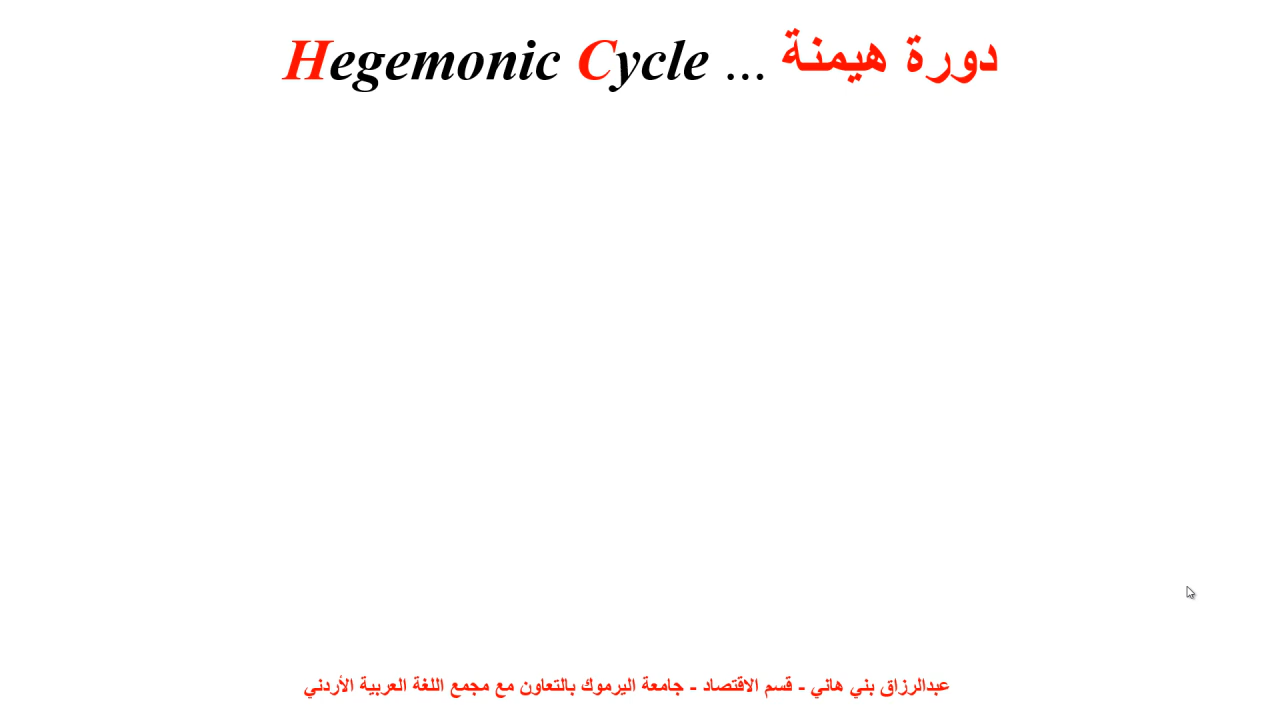 Hegemonic Cycle ... دورة هيمنة
عبدالرزاق بني هاني - قسم الاقتصاد - جامعة اليرموك بالتعاون مع مجمع اللغة العربية الأردني